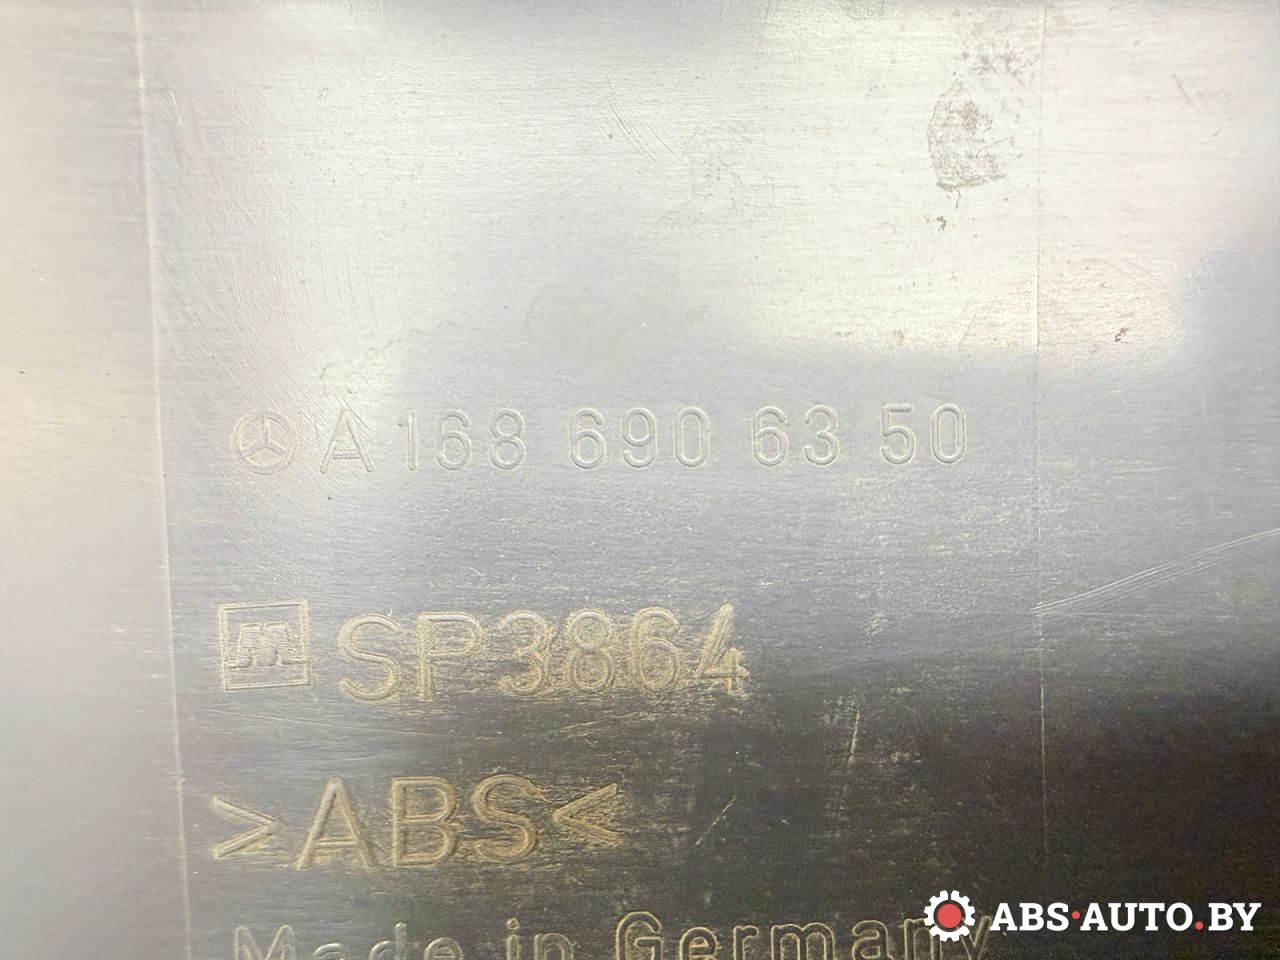 A 168 690 63 50
M SP3864
>ABS<
Made in Germany
ABS·AUTO.BY